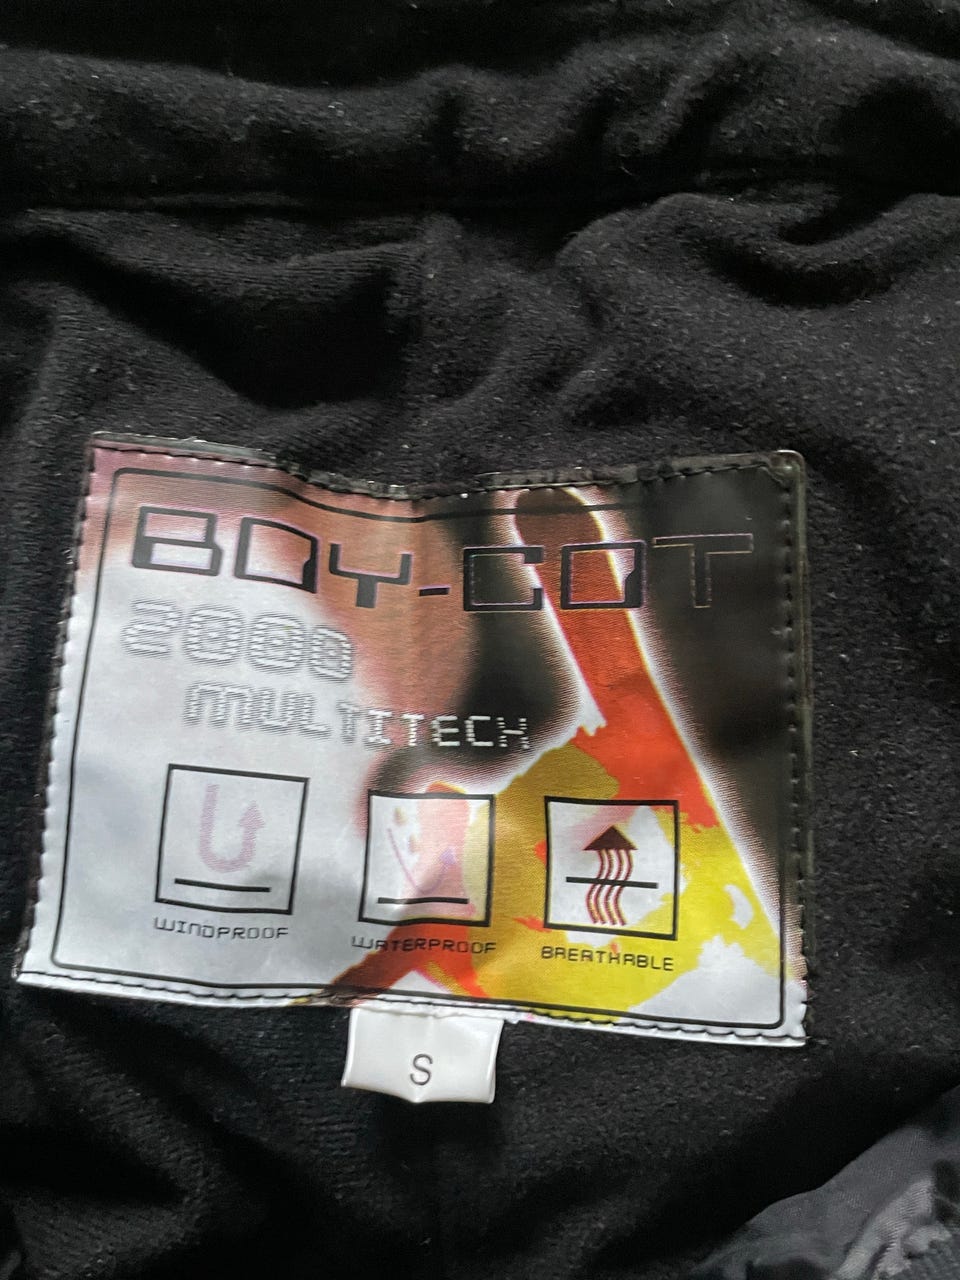 BOY-COT
2000
MULTITECH
WINDPROOF
WATERPROOF
BREATHABLE
S